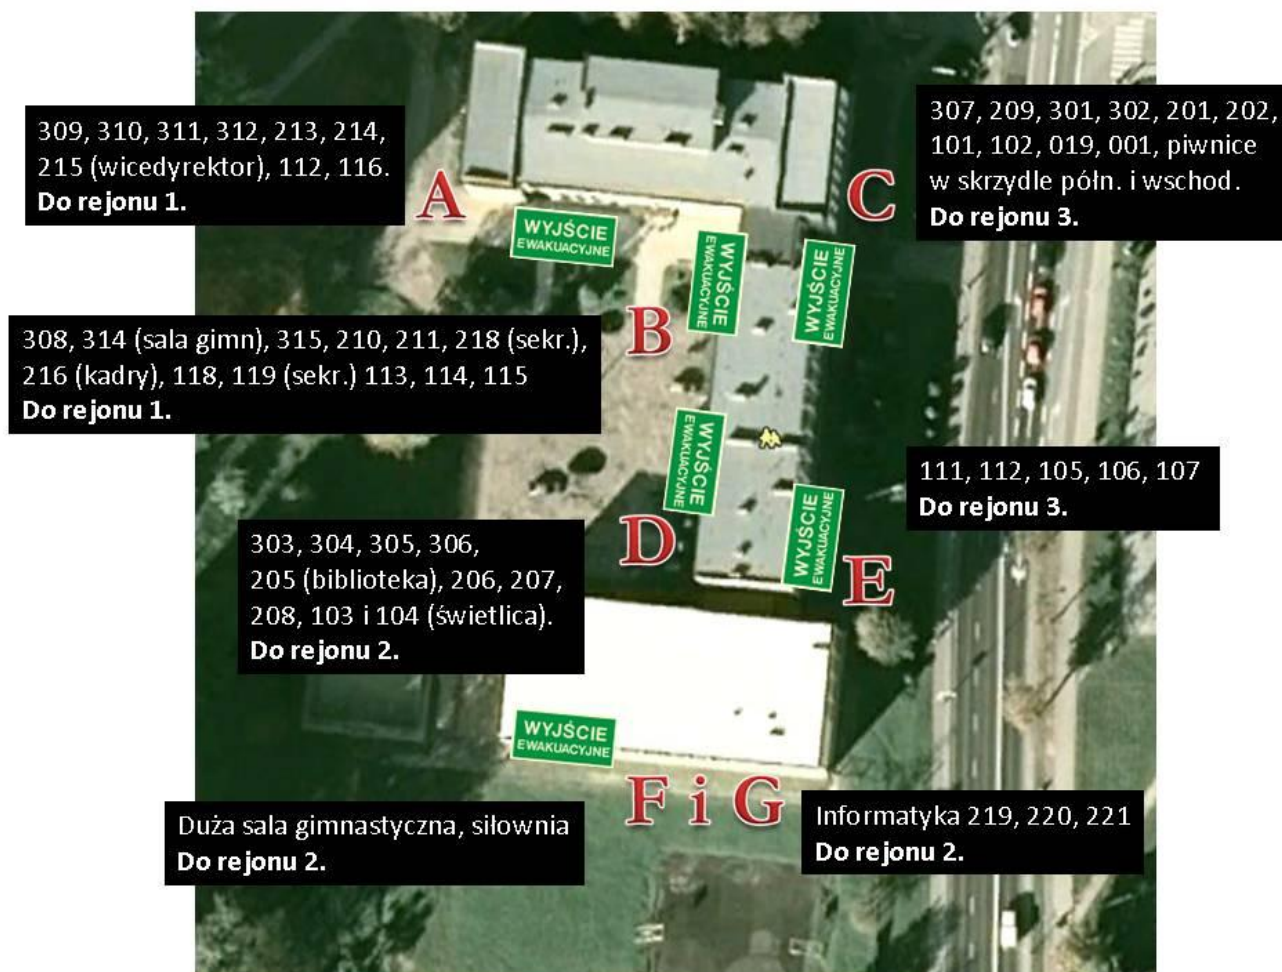 309, 310, 311, 312, 213, 214,
215 (wicedyrektor), 112, 116.
Do rejonu 1.
A
WYJŚCIE
EWAKUACYJNE
307, 209, 301, 302, 201, 202,
101, 102, 019, 001, piwnice
w skrzydle półn. i wschod.
Do rejonu 3.
C
WYJŚCIE
EWAKUACYJNE
WYJŚCIE
EWAKUACYJNE
B
308, 314 (sala gimn), 315, 210, 211, 218 (sekr.),
216 (kadry), 118, 119 (sekr.) 113, 114, 115
Do rejonu 1.
WYJŚCIE
EWAKUACYJNE
D
111, 112, 105, 106, 107
Do rejonu 3.
WYJŚCIE
EWAKUACYJNE
E
303, 304, 305, 306,
205 (biblioteka), 206, 207,
208, 103 i 104 (świetlica).
Do rejonu 2.
WYJŚCIE
EWAKUACYJNE
F i G
Duża sala gimnastyczna, siłownia
Do rejonu 2.
Informatyka 219, 220, 221
Do rejonu 2.